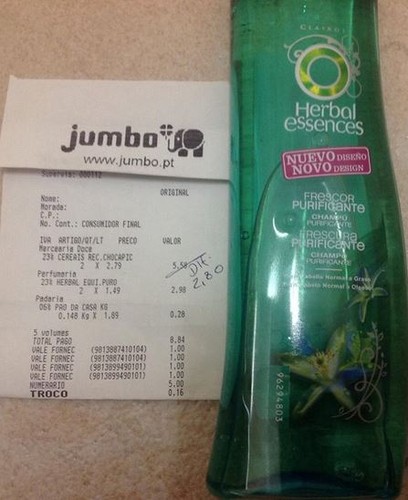 jumbo
www.jumbo.pt
ORIGINAL
Nome:
Morada:
C.P.:
No. Cont.: CONSUMIDOR FINAL
IVA ARTIGO/QT/LT PREÇO VALOR
Mercearia Doce
23% CEREAIS REC.CHOCAPIC
2 X 2.79 5.58
DTF.
2,80
Perfumaria
23% HERBAL EQUI.PURO
2 X 1.49 2.98
Padaria
06% PAO DA CASA KG
0.148 Kg X 1.89 0.28
5 volumes
TOTAL PAGO 8.84
VALE FORNEC (9813887410104) 1.00
VALE FORNEC (9813887410104) 1.00
VALE FORNEC (9813899490101) 1.00
VALE FORNEC (9813899490101) 1.00
NUMERARIO 5.00
TROCO 0.16
CLAIROL
Herbal
essences
NUEVO DISEÑO
NOVO DESIGN
FRESCOR
PURIFICANTE
CHAMPÚ
PURIFICANTE
FRESCURA
PURIFICANTE
CHAMPÔ
PURIFICANTE
96294803